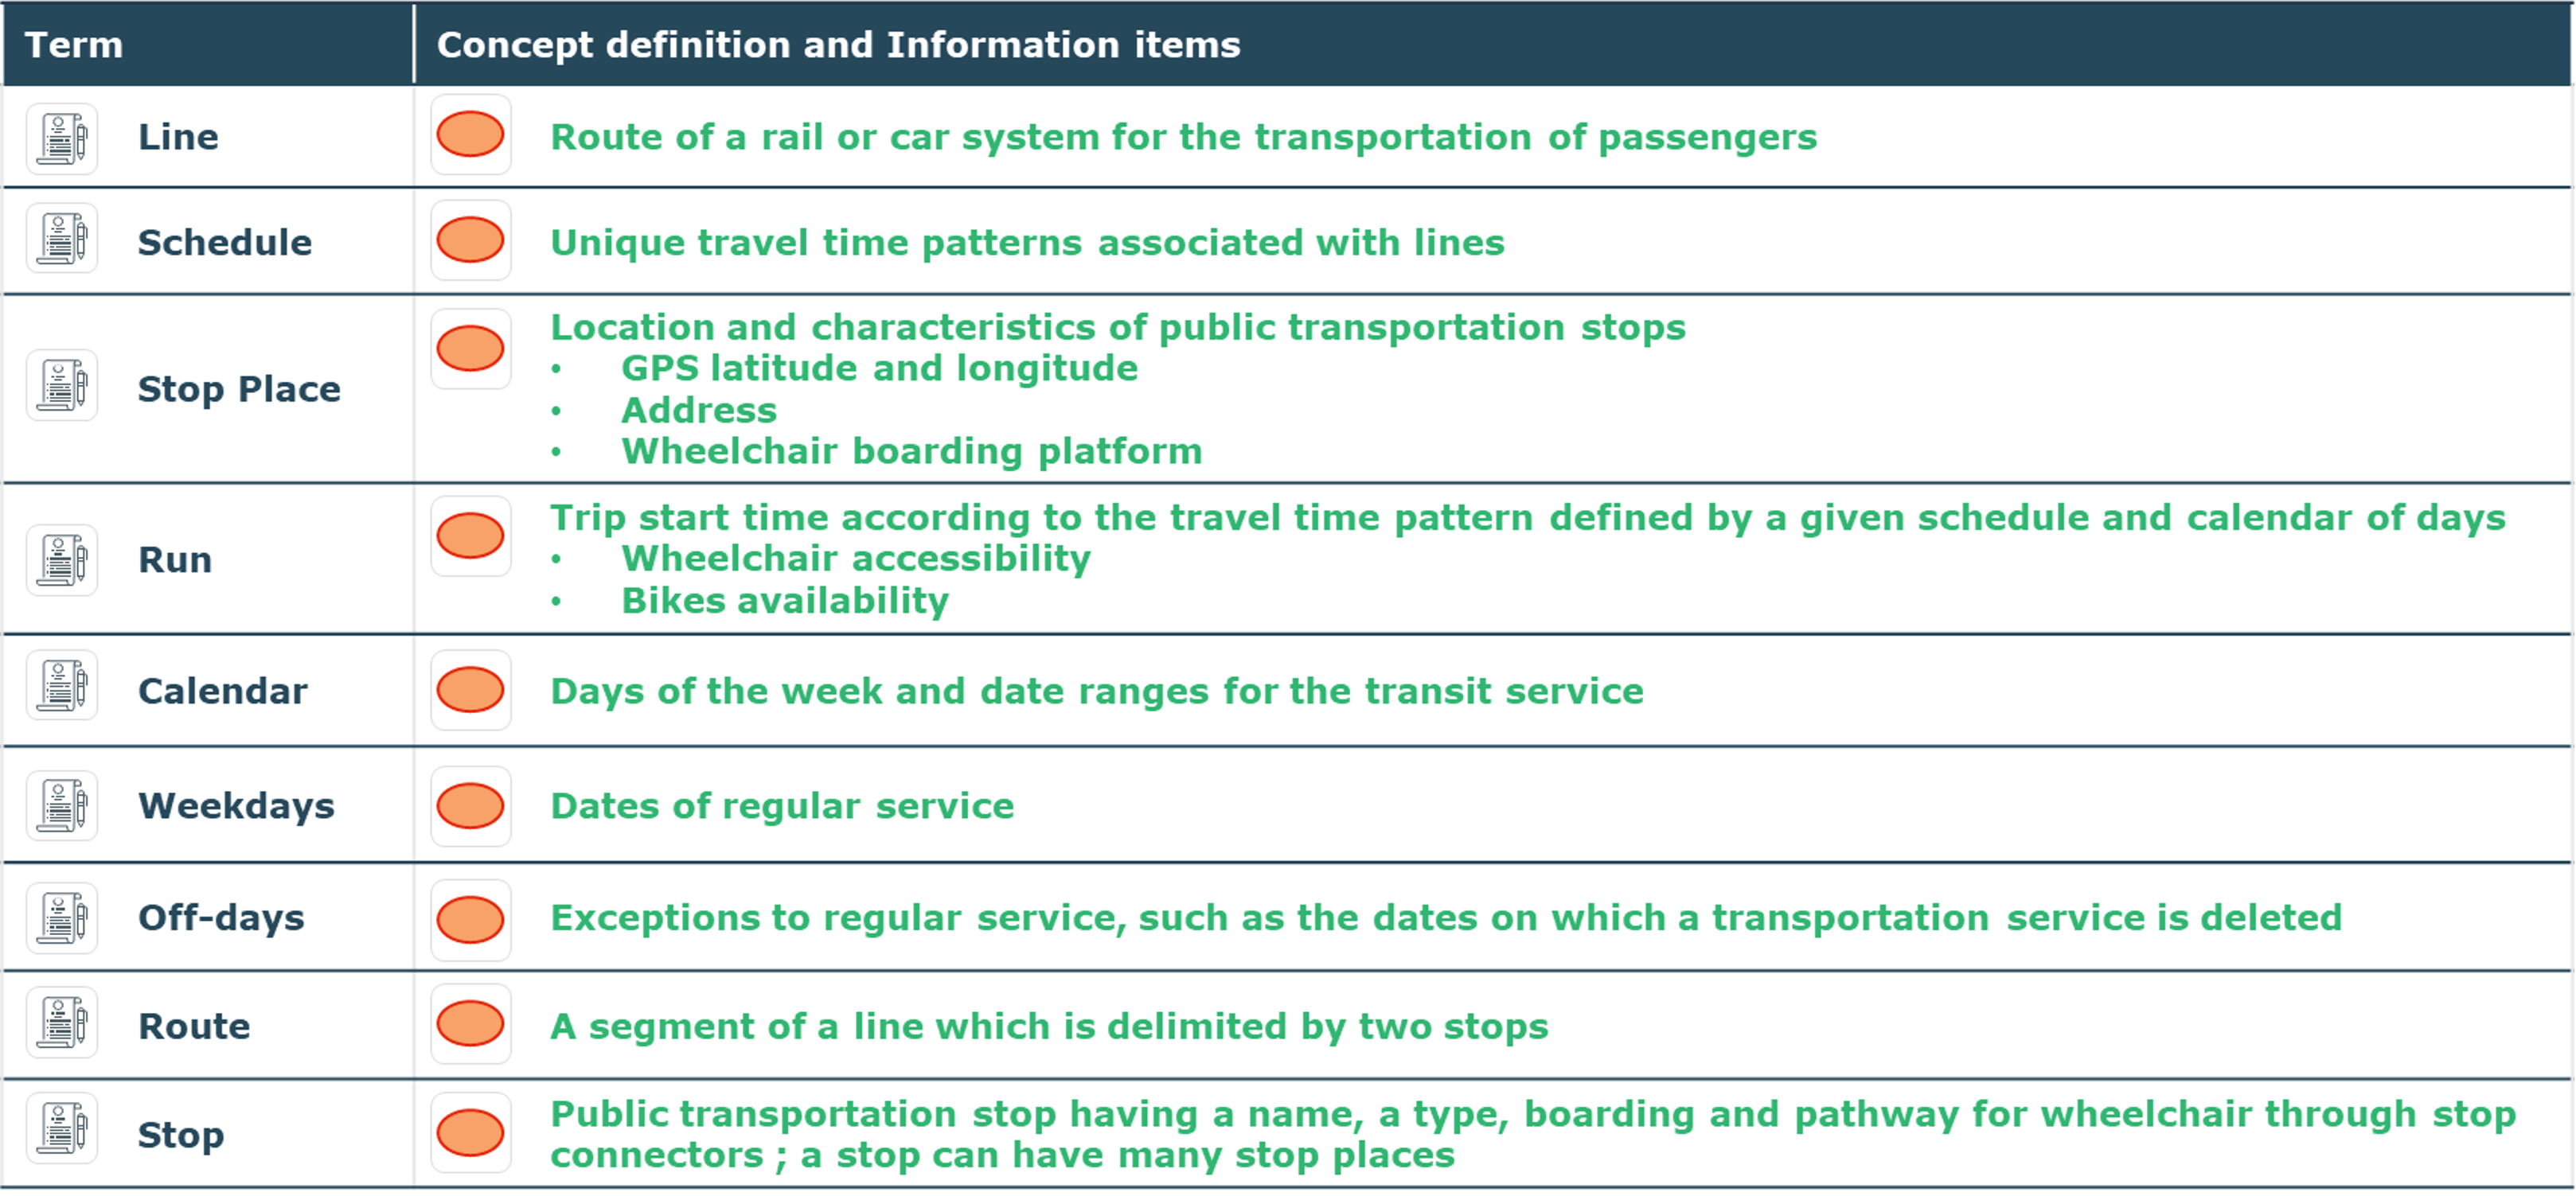 Term
Concept definition and Information items
Line
Route of a rail or car system for the transportation of passengers
Schedule
Unique travel time patterns associated with lines
Stop Place
Location and characteristics of public transportation stops
• GPS latitude and longitude
• Address
• Wheelchair boarding platform
Run
Trip start time according to the travel time pattern defined by a given schedule and calendar of days
• Wheelchair accessibility
• Bikes availability
Calendar
Days of the week and date ranges for the transit service
Weekdays
Dates of regular service
Off-days
Exceptions to regular service, such as the dates on which a transportation service is deleted
Route
A segment of a line which is delimited by two stops
Stop
Public transportation stop having a name, a type, boarding and pathway for wheelchair through stop
connectors ; a stop can have many stop places